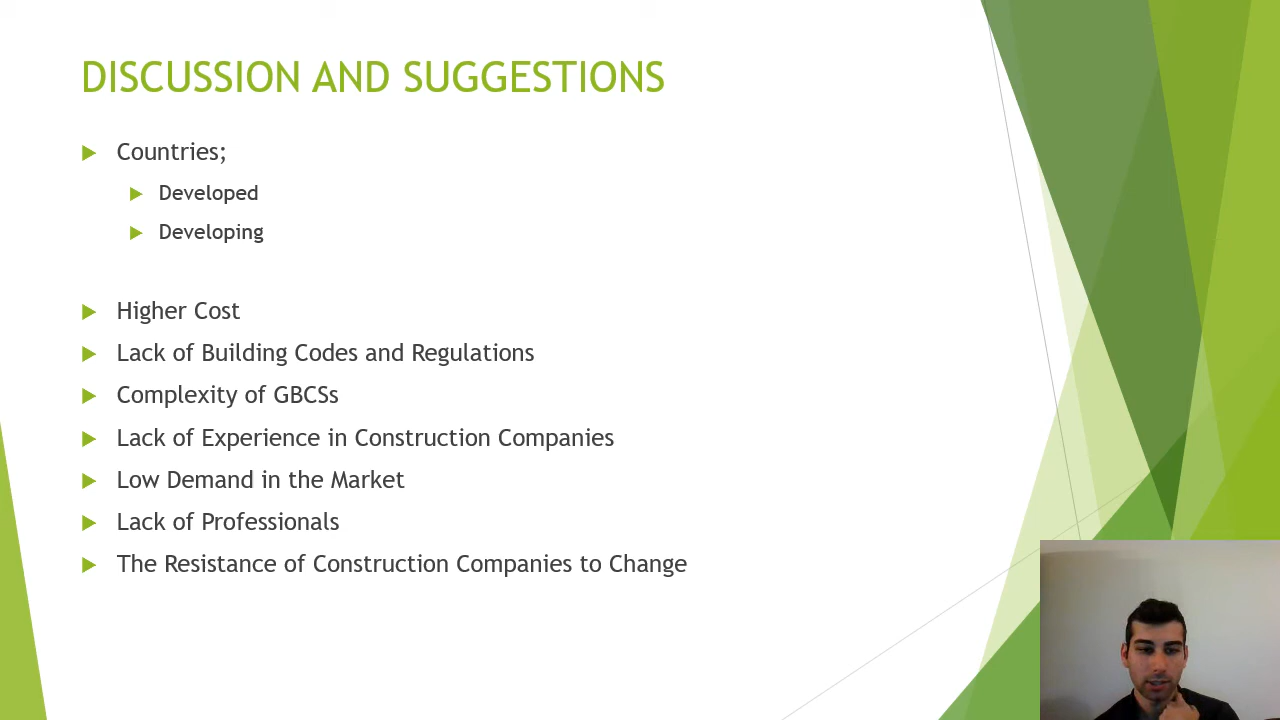 DISCUSSION AND SUGGESTIONS
Countries;
Developed
Developing
Higher Cost
Lack of Building Codes and Regulations
Complexity of GBCSs
Lack of Experience in Construction Companies
Low Demand in the Market
Lack of Professionals
The Resistance of Construction Companies to Change